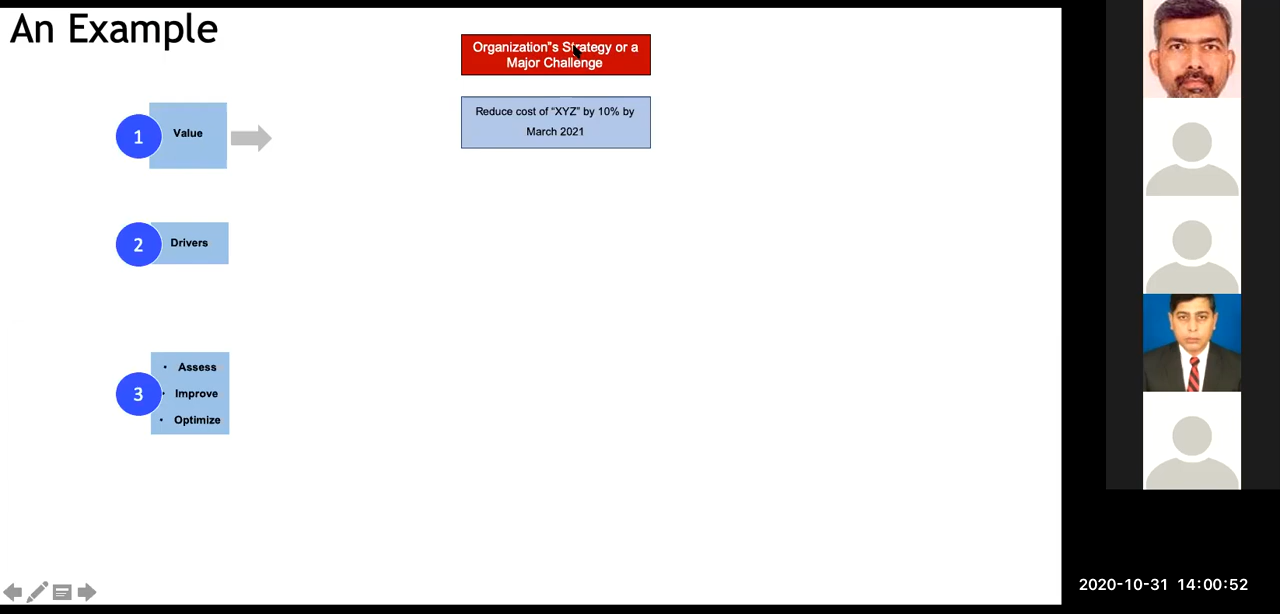 An Example
Organization"s Strategy or a
Major Challenge
Reduce cost of “XYZ” by 10% by
March 2021
1
Value
2
Drivers
3
• Assess
• Improve
• Optimize
2020-10-31 14:00:52